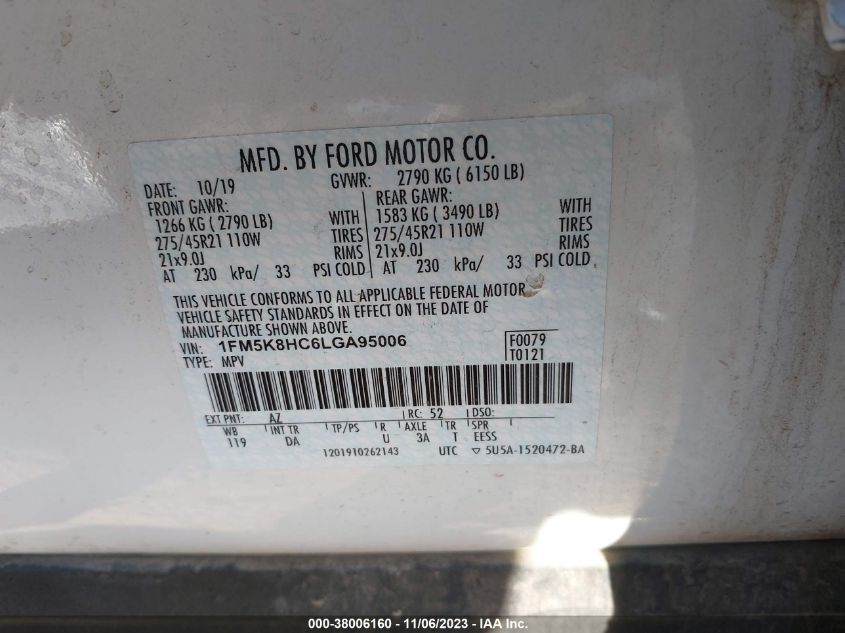 MFD. BY FORD MOTOR CO.
DATE: 10/19 GVWR: 2790 KG ( 6150 LB)
FRONT GAWR: REAR GAWR:
1266 KG ( 2790 LB) WITH 1583 KG ( 3490 LB) WITH
275/45R21 110W TIRES 275/45R21 110W TIRES
21x9.0J RIMS 21x9.0J RIMS
AT 230 kPa/ 33 PSI COLD AT 230 kPa/ 33 PSI COLD
THIS VEHICLE CONFORMS TO ALL APPLICABLE FEDERAL MOTOR
VEHICLE SAFETY STANDARDS IN EFFECT ON THE DATE OF
MANUFACTURE SHOWN ABOVE.
VIN: 1FM5K8HC6LGA95006 F0079
TYPE: MPV T0121
EXT PNT: AZ RC: 52 DSO:
WB INT TR TP/PS R AXLE TR SPR
119 DA U 3A T EESS
1201910262143 UTC ▽ 5U5A-1520472-BA
000-38006160 - 11/06/2023 - IAA Inc.